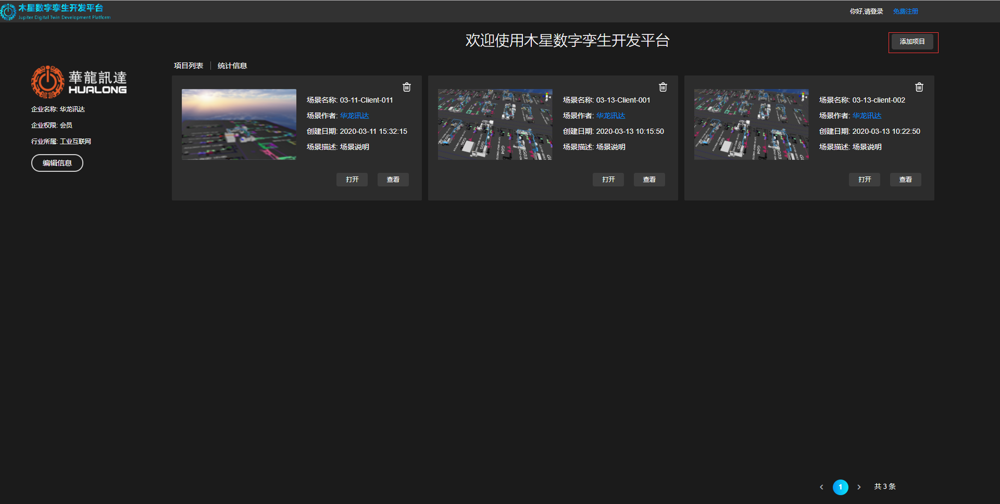 木星数字孪生开发平台
Jupiter Digital Twin Development Platform
你好,请登录 免费注册
欢迎使用木星数字孪生开发平台
添加项目
華龍訊達
HUALONG
企业名称: 华龙讯达
企业权限: 会员
行业所属: 工业互联网
编辑信息
项目列表 统计信息
场景名称: 03-11-Client-011
场景作者: 华龙讯达
创建日期: 2020-03-11 15:32:15
场景描述: 场景说明
打开 查看
场景名称: 03-13-Client-001
场景作者: 华龙讯达
创建日期: 2020-03-13 10:15:50
场景描述: 场景说明
G05
G05
G04
G03
打开 查看
场景名称: 03-13-client-002
场景作者: 华龙讯达
创建日期: 2020-03-13 10:22:50
场景描述: 场景说明
G05
G05
G04
G03
打开 查看
1 共 3 条